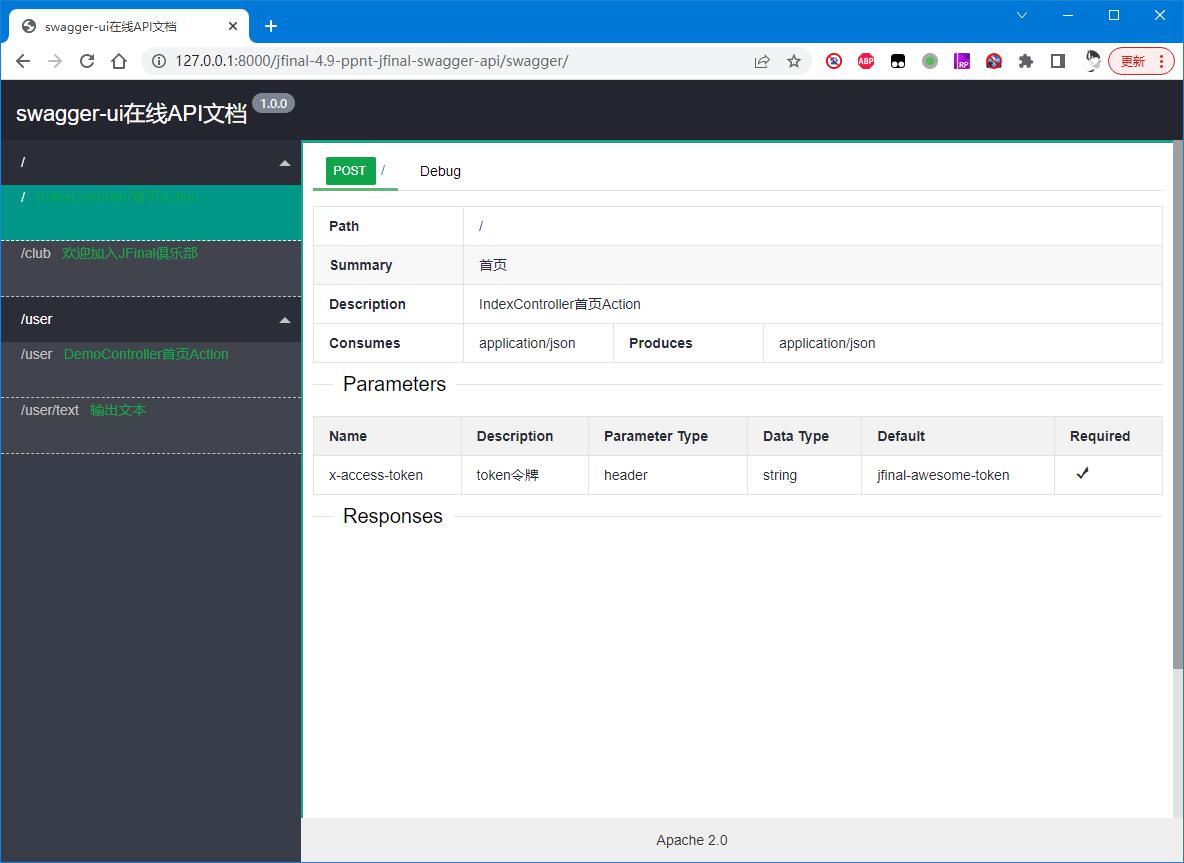 swagger-ui在线API文档
127.0.0.1:8000/jfinal-4.9-ppnt-jfinal-swagger-api/swagger/
ABP
RP
更新
swagger-ui在线API文档 1.0.0
/
/ IndexController首页Action
/club 欢迎加入JFinal俱乐部
/user
/user DemoController首页Action
/user/text 输出文本
POST / Debug
Path /
Summary 首页
Description IndexController首页Action
Consumes application/json Produces application/json
Parameters
Name Description Parameter Type Data Type Default Required
x-access-token token令牌 header string jfinal-awesome-token ✓
Responses
Apache 2.0